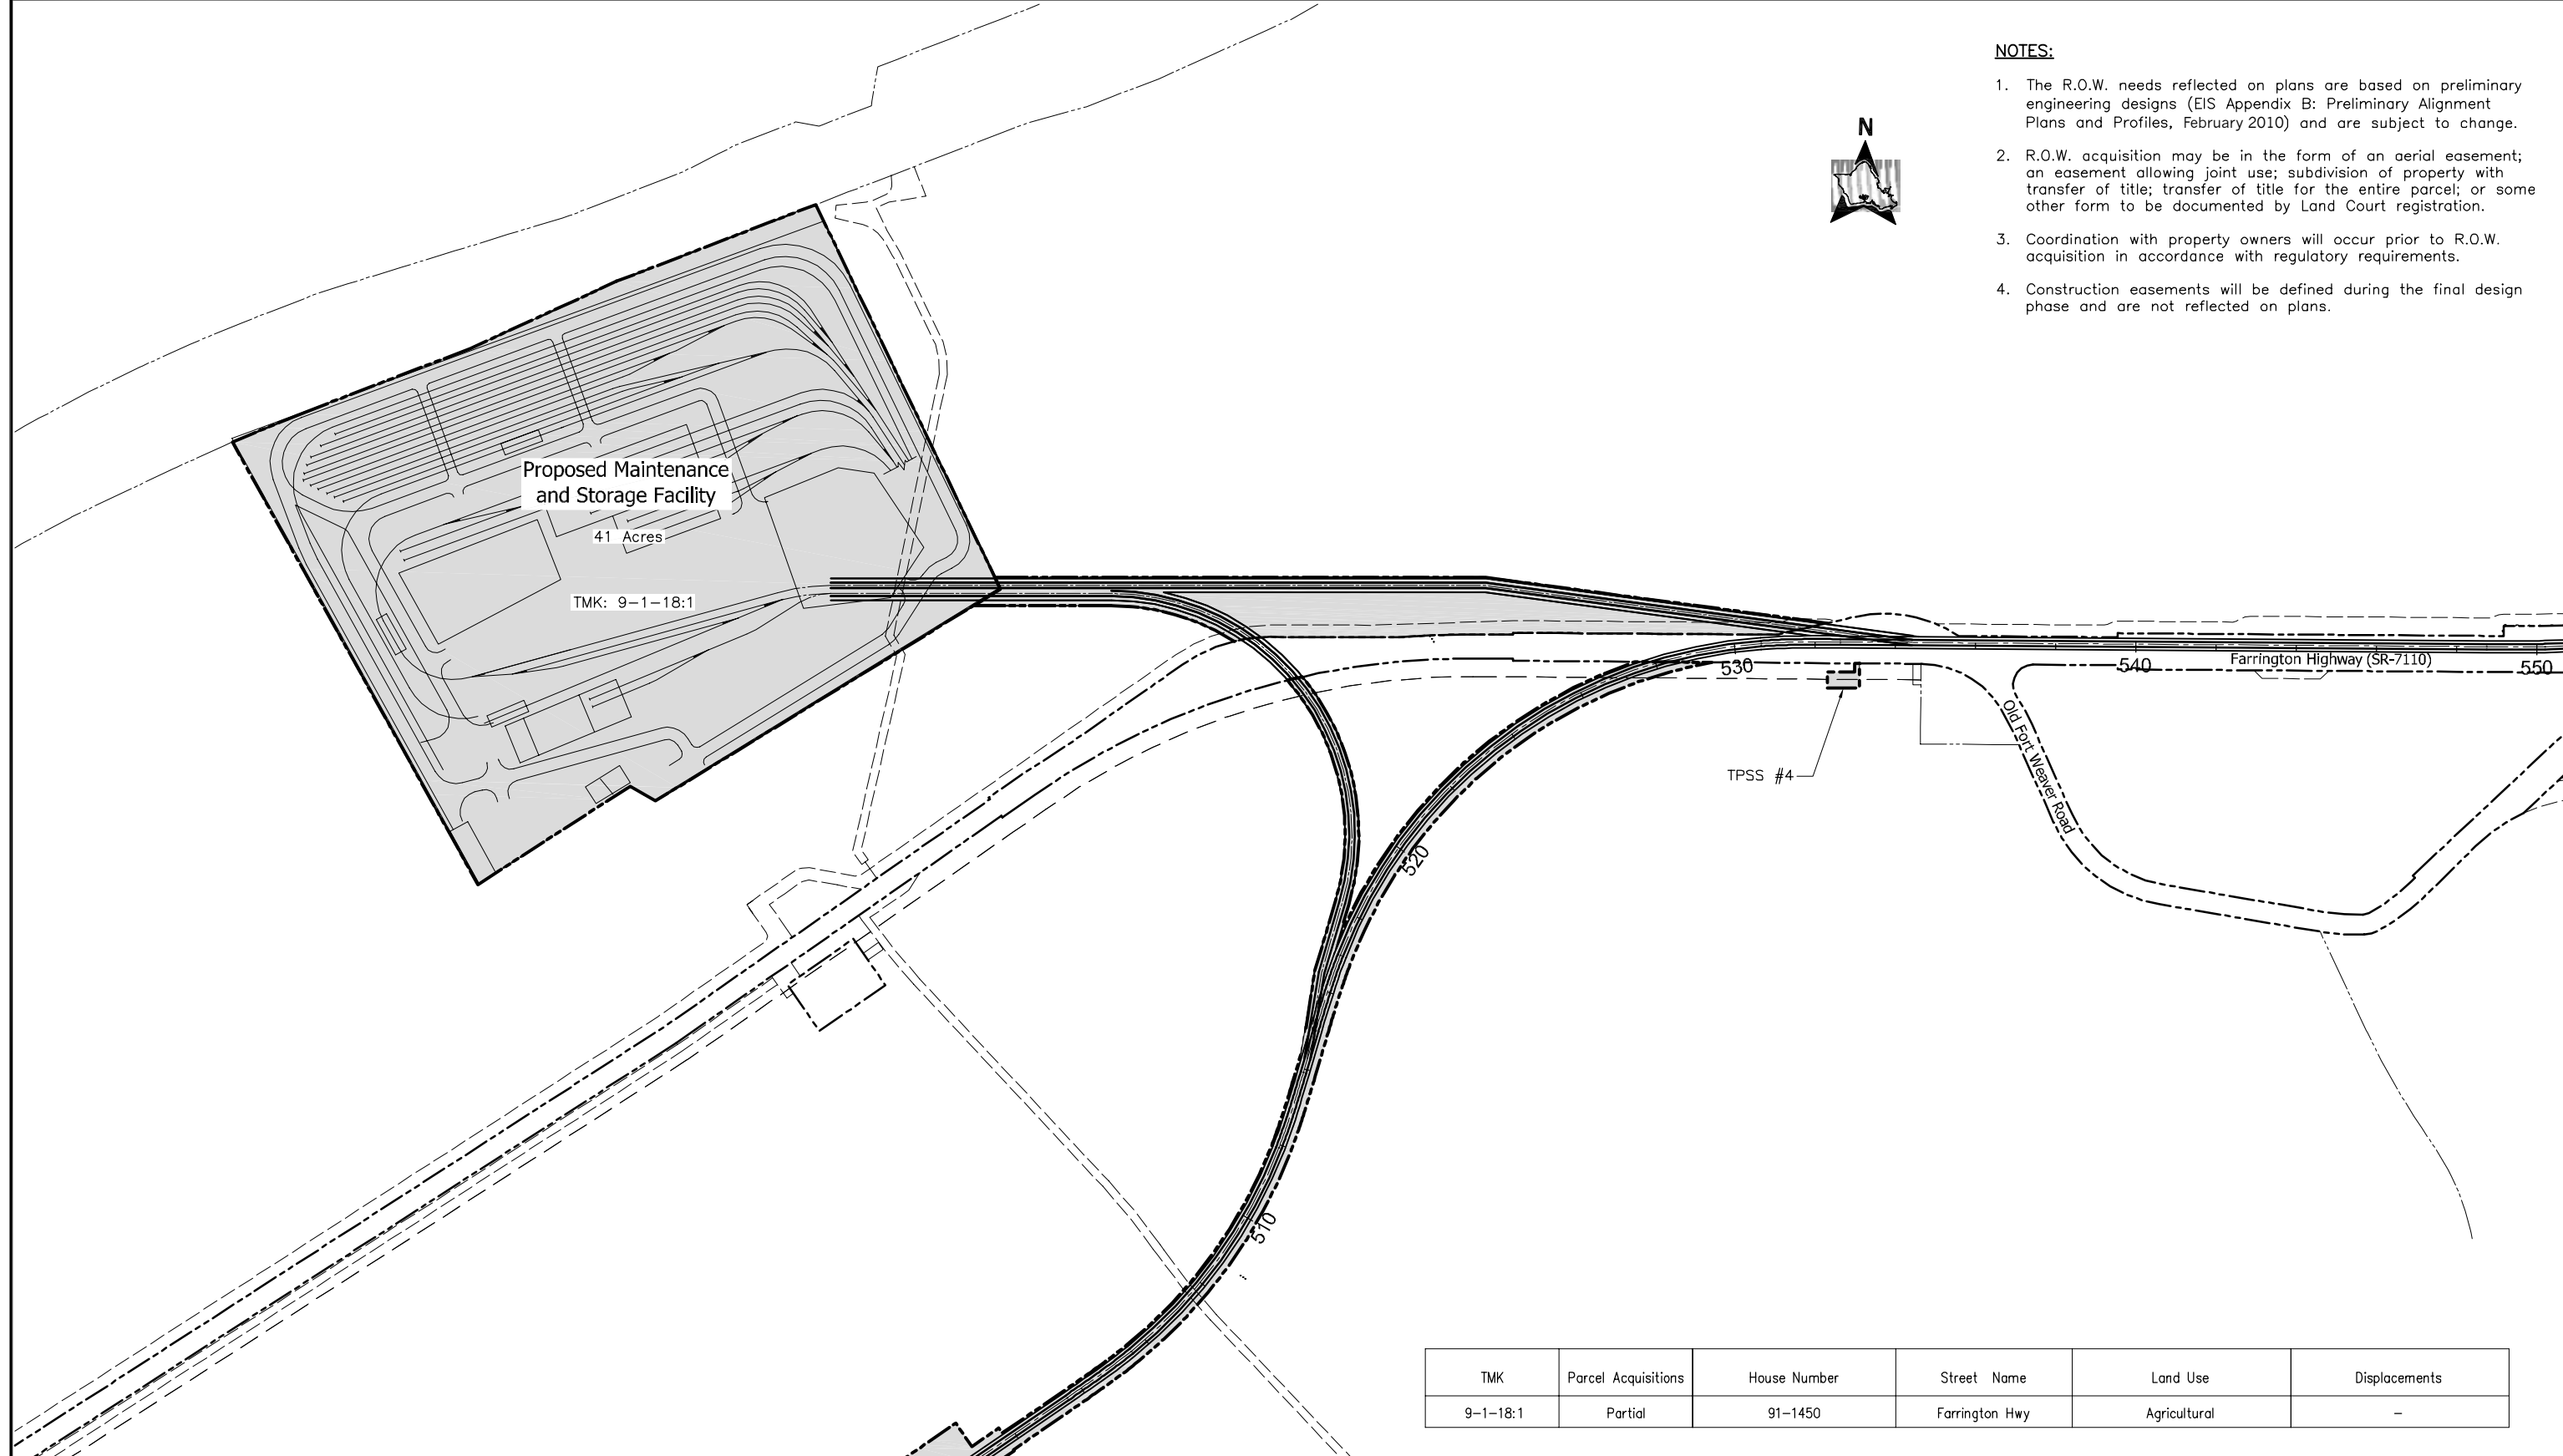 NOTES:
1. The R.O.W. needs reflected on plans are based on preliminary
engineering designs (EIS Appendix B: Preliminary Alignment
Plans and Profiles, February 2010) and are subject to change.
2. R.O.W. acquisition may be in the form of an aerial easement;
an easement allowing joint use; subdivision of property with
transfer of title; transfer of title for the entire parcel; or some
other form to be documented by Land Court registration.
3. Coordination with property owners will occur prior to R.O.W.
acquisition in accordance with regulatory requirements.
4. Construction easements will be defined during the final design
phase and are not reflected on plans.
N
Proposed Maintenance
and Storage Facility
41 Acres
TMK: 9-1-18:1
530
540
Farrington Highway (SR-7110)
550
Old Fort Weaver Road
TPSS #4
520
510
TMK Parcel Acquisitions House Number Street Name Land Use Displacements
9-1-18:1 Partial 91-1450 Farrington Hwy Agricultural -